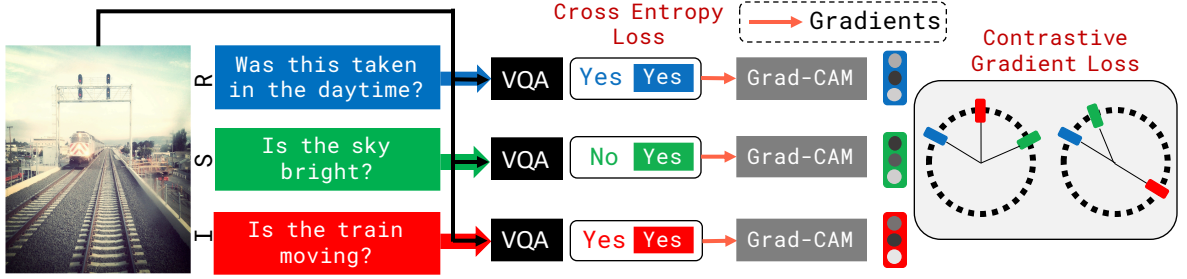 Cross Entropy
Loss
Gradients
Contrastive
Gradient Loss
R
Was this taken
in the daytime?
VQA
Yes Yes
Grad-CAM
S
Is the sky
bright?
VQA
No Yes
Grad-CAM
I
Is the train
moving?
VQA
Yes Yes
Grad-CAM